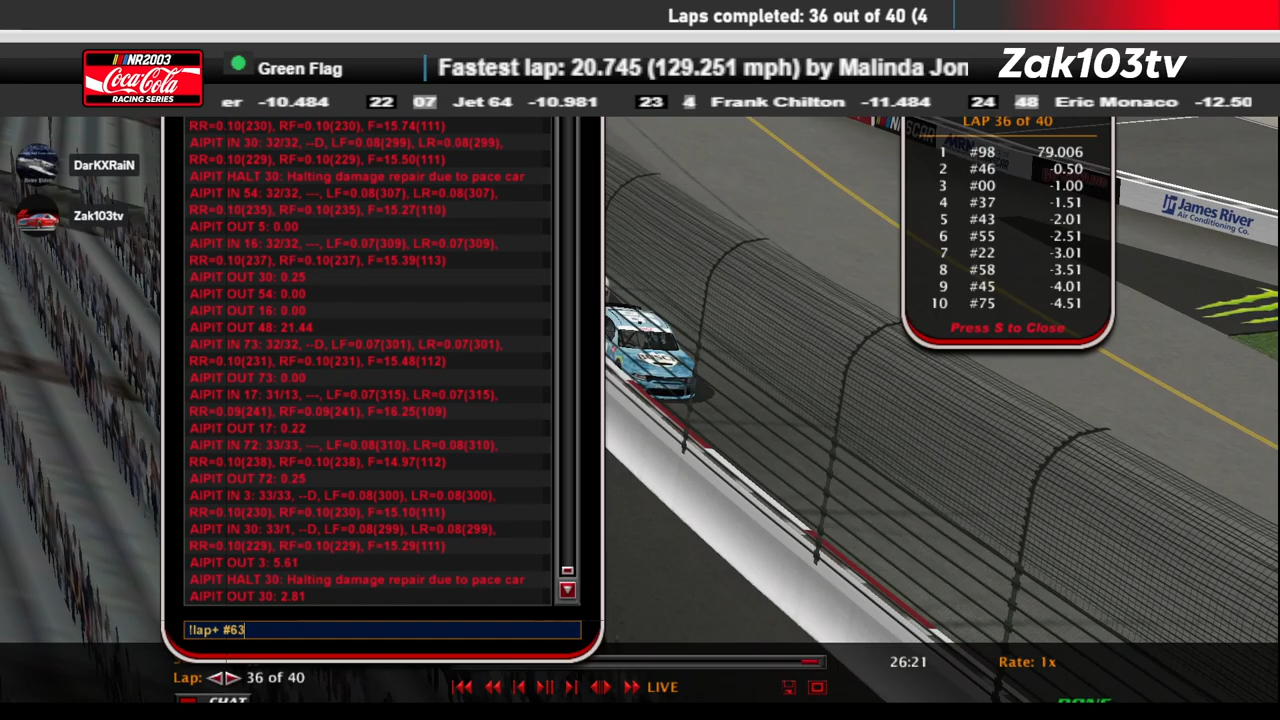 Laps completed: 36 out of 40 (4
NR2003
Coca-Cola
RACING SERIES
Green Flag
Fastest lap: 20.745 (129.251 mph) by Malinda Jon
Zak103tv
er -10.484 22 07 Jet 64 -10.981 23 4 Frank Chilton -11.484 24 48 Eric Monaco -12.50
DarKXRaiN
Zak103tv
RR=0.10(230), RF=0.10(230), F=15.74(111)
AIPIT IN 30: 32/32, --D, LF=0.08(299), LR=0.08(299),
RR=0.10(229), RF=0.10(229), F=15.50(111)
AIPIT HALT 30: Halting damage repair due to pace car
AIPIT IN 54: 32/32, ---, LF=0.08(307), LR=0.08(307),
RR=0.10(235), RF=0.10(235), F=15.27(110)
AIPIT OUT 5: 0.00
AIPIT IN 16: 32/32, ---, LF=0.07(309), LR=0.07(309),
RR=0.10(237), RF=0.10(237), F=15.39(113)
AIPIT OUT 30: 0.25
AIPIT OUT 54: 0.00
AIPIT OUT 16: 0.00
AIPIT OUT 48: 21.44
AIPIT IN 73: 32/32, --D, LF=0.07(301), LR=0.07(301),
RR=0.10(231), RF=0.10(231), F=15.48(112)
AIPIT OUT 73: 0.00
AIPIT IN 17: 31/13, ---, LF=0.07(315), LR=0.07(315),
RR=0.09(241), RF=0.09(241), F=16.25(109)
AIPIT OUT 17: 0.22
AIPIT IN 72: 33/33, ---, LF=0.08(310), LR=0.08(310),
RR=0.10(238), RF=0.10(238), F=14.97(112)
AIPIT OUT 72: 0.25
AIPIT IN 3: 33/33, --D, LF=0.08(300), LR=0.08(300),
RR=0.10(230), RF=0.10(230), F=15.10(111)
AIPIT IN 30: 33/1, --D, LF=0.08(299), LR=0.08(299),
RR=0.10(229), RF=0.10(229), F=15.29(111)
AIPIT OUT 3: 5.61
AIPIT HALT 30: Halting damage repair due to pace car
AIPIT OUT 30: 2.81
!lap+ #63
LAP 36 of 40
1 #98 79.006
2 #46 -0.50
3 #00 -1.00
4 #37 -1.51
5 #43 -2.01
6 #55 -2.51
7 #22 -3.01
8 #58 -3.51
9 #45 -4.01
10 #75 -4.51
Press S to Close
James River
Air Conditioning Co.
Lap: 36 of 40
LIVE
26:21
Rate: 1x
CHAT